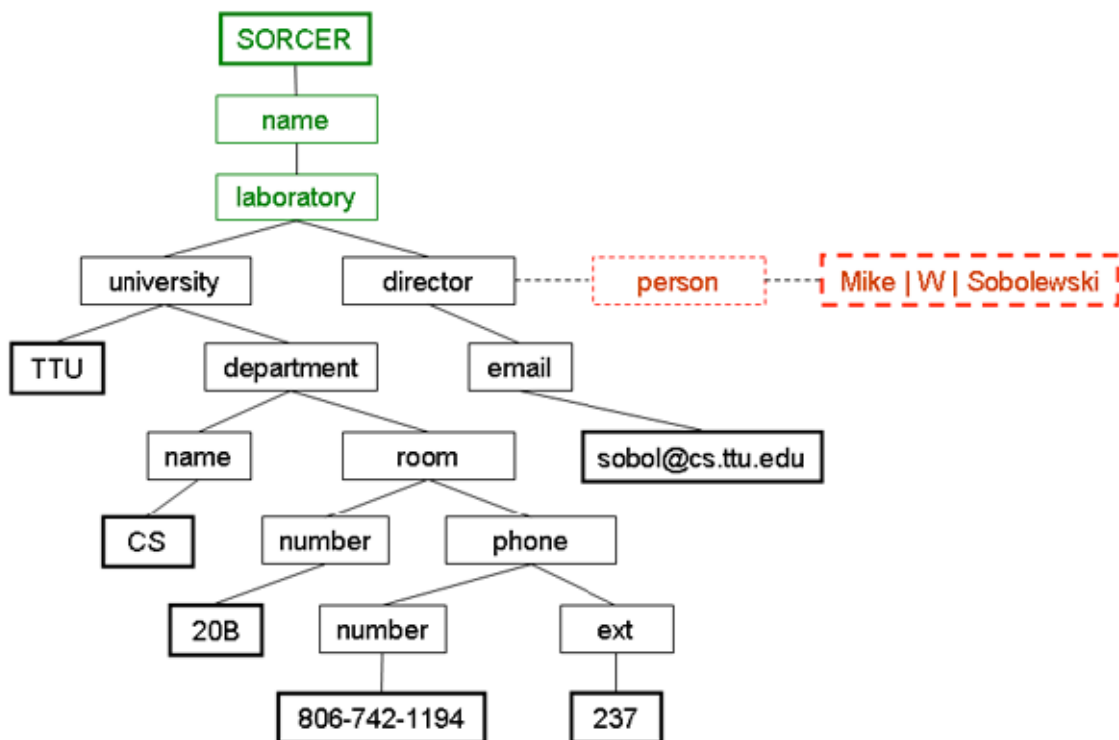 SORCER
name
laboratory
university
director
person
Mike | W | Sobolewski
TTU
department
email
name
room
sobol@cs.ttu.edu
CS
number
phone
20B
number
ext
806-742-1194
237